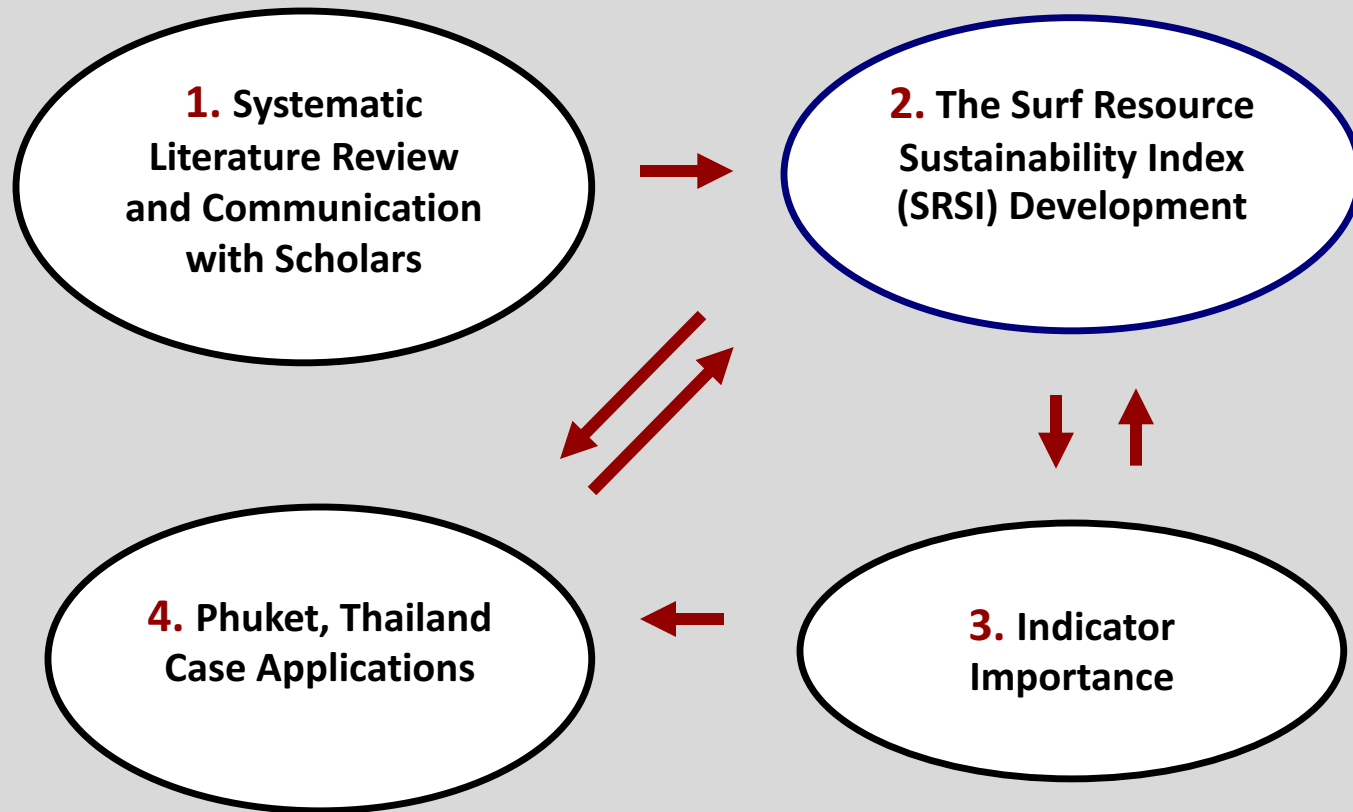 1. Systematic
Literature Review
and Communication
with Scholars
2. The Surf Resource
Sustainability Index
(SRSI) Development
3. Indicator
Importance
4. Phuket, Thailand
Case Applications